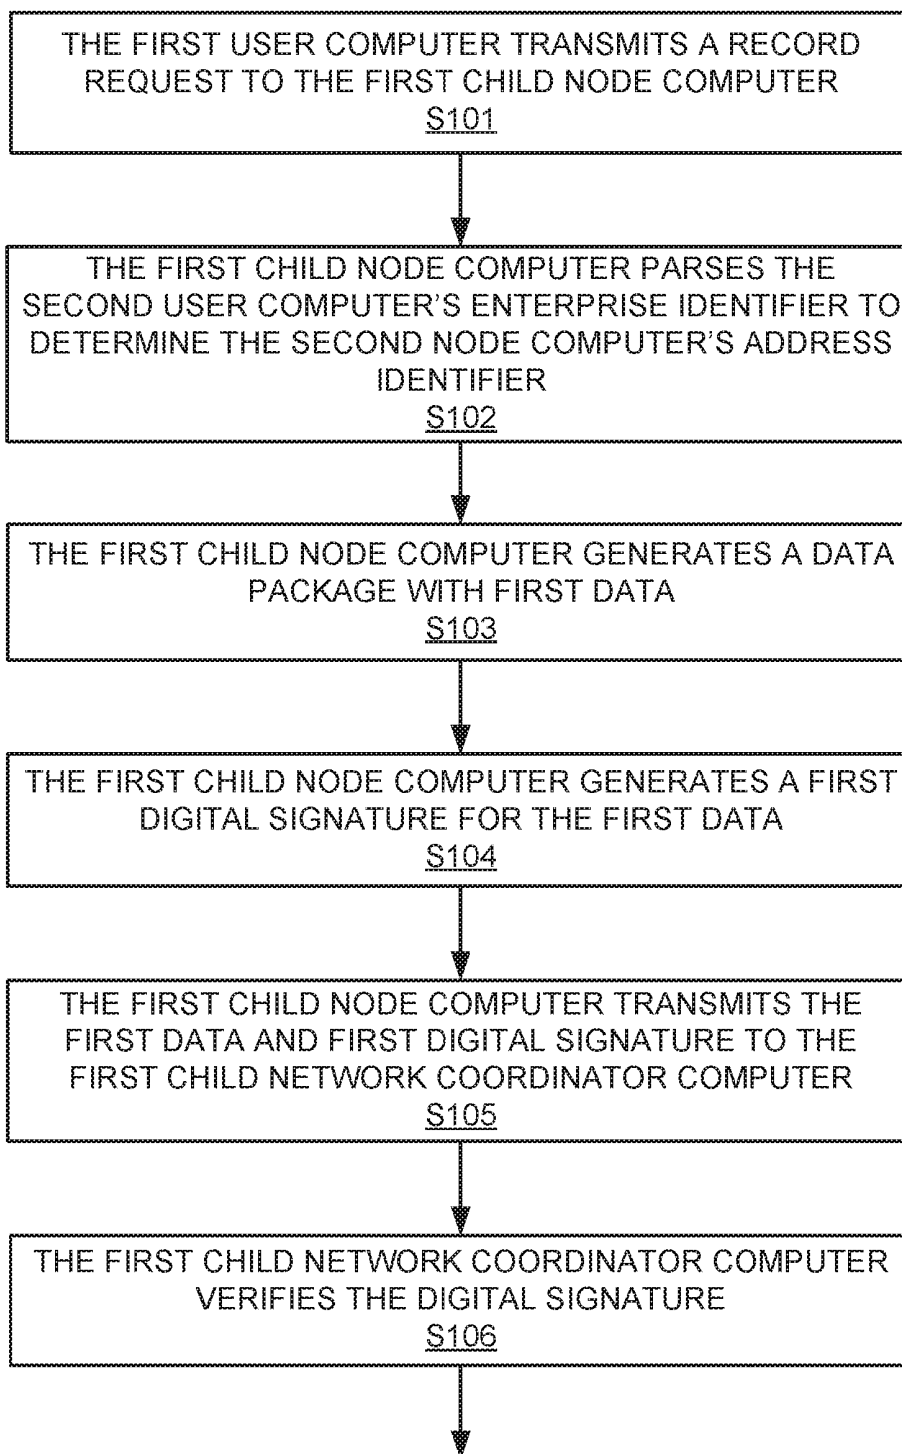 THE FIRST USER COMPUTER TRANSMITS A RECORD
REQUEST TO THE FIRST CHILD NODE COMPUTER
S101
THE FIRST CHILD NODE COMPUTER PARSES THE
SECOND USER COMPUTER'S ENTERPRISE IDENTIFIER TO
DETERMINE THE SECOND NODE COMPUTER'S ADDRESS
IDENTIFIER
S102
THE FIRST CHILD NODE COMPUTER GENERATES A DATA
PACKAGE WITH FIRST DATA
S103
THE FIRST CHILD NODE COMPUTER GENERATES A FIRST
DIGITAL SIGNATURE FOR THE FIRST DATA
S104
THE FIRST CHILD NODE COMPUTER TRANSMITS THE
FIRST DATA AND FIRST DIGITAL SIGNATURE TO THE
FIRST CHILD NETWORK COORDINATOR COMPUTER
S105
THE FIRST CHILD NETWORK COORDINATOR COMPUTER
VERIFIES THE DIGITAL SIGNATURE
S106